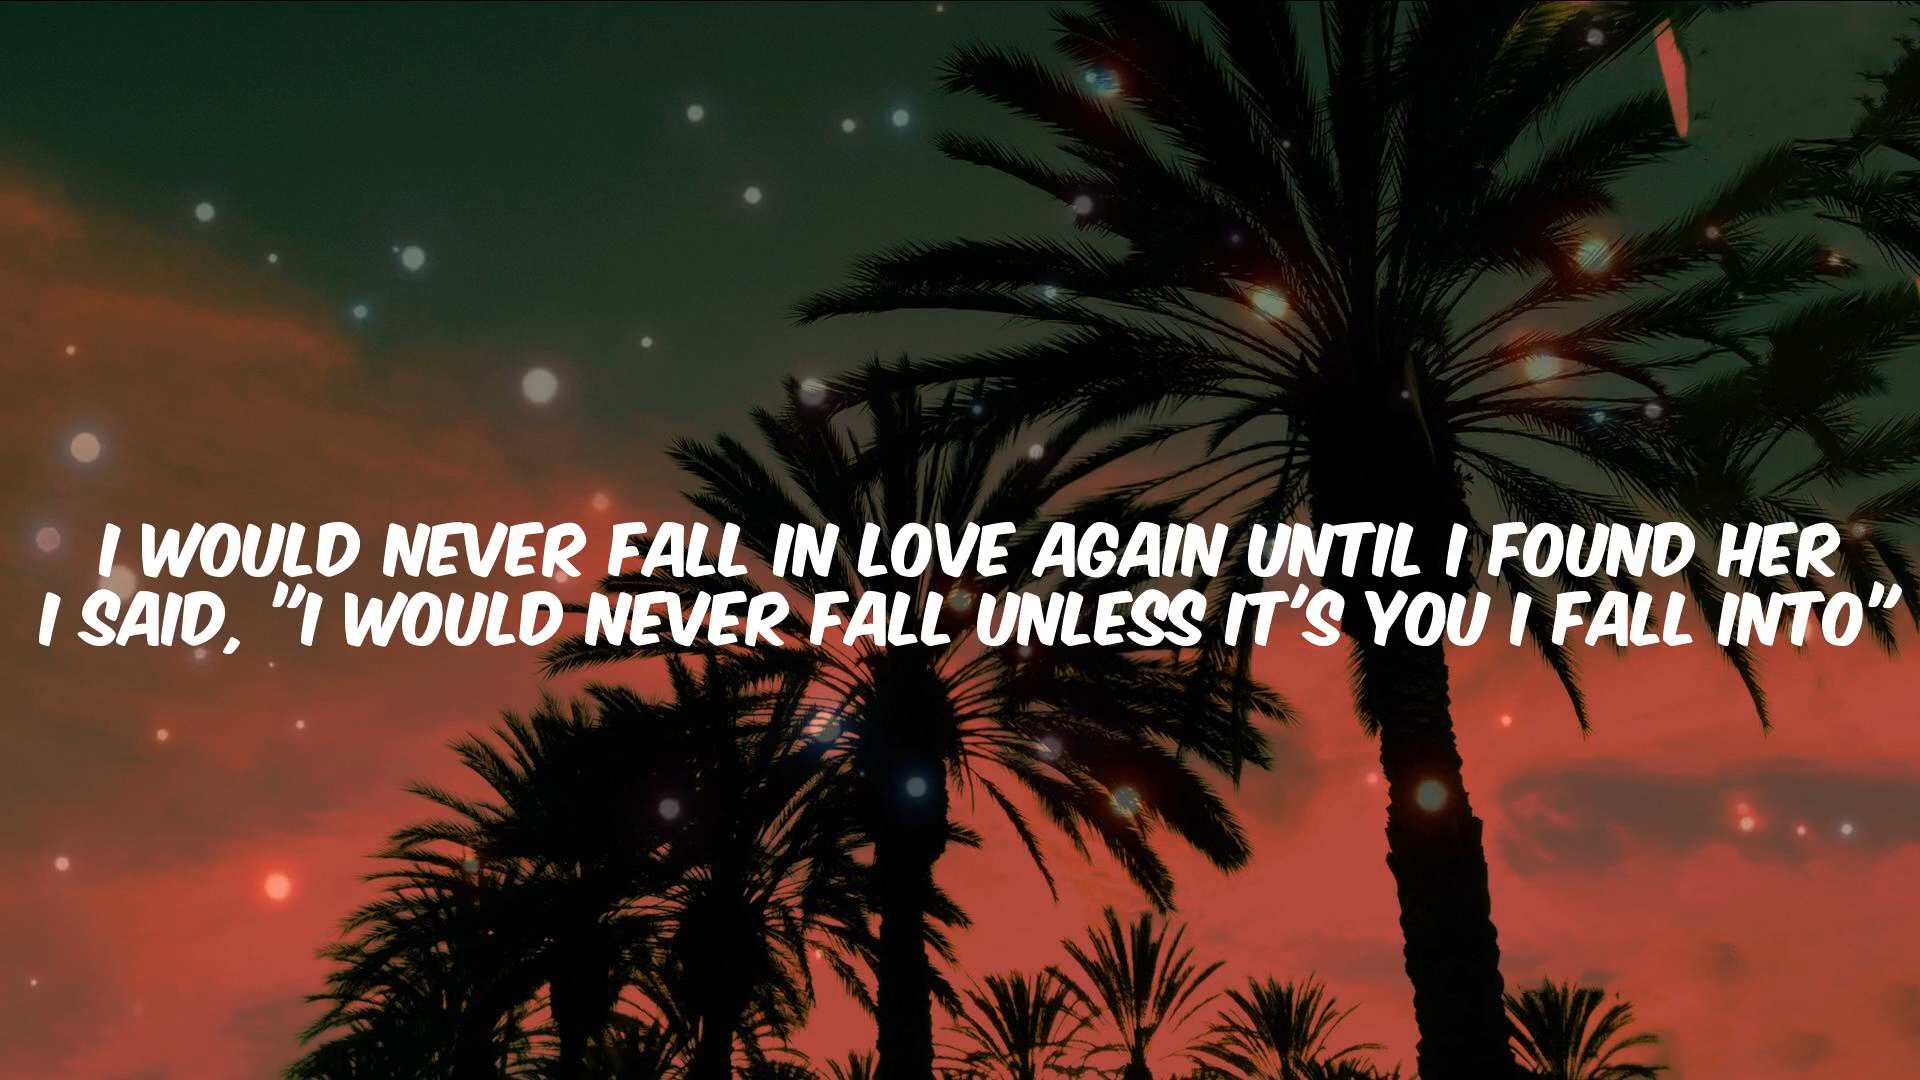 I WOULD NEVER FALL IN LOVE AGAIN UNTIL I FOUND HER
I SAID, "I WOULD NEVER FALL UNLESS IT'S YOU I FALL INTO"